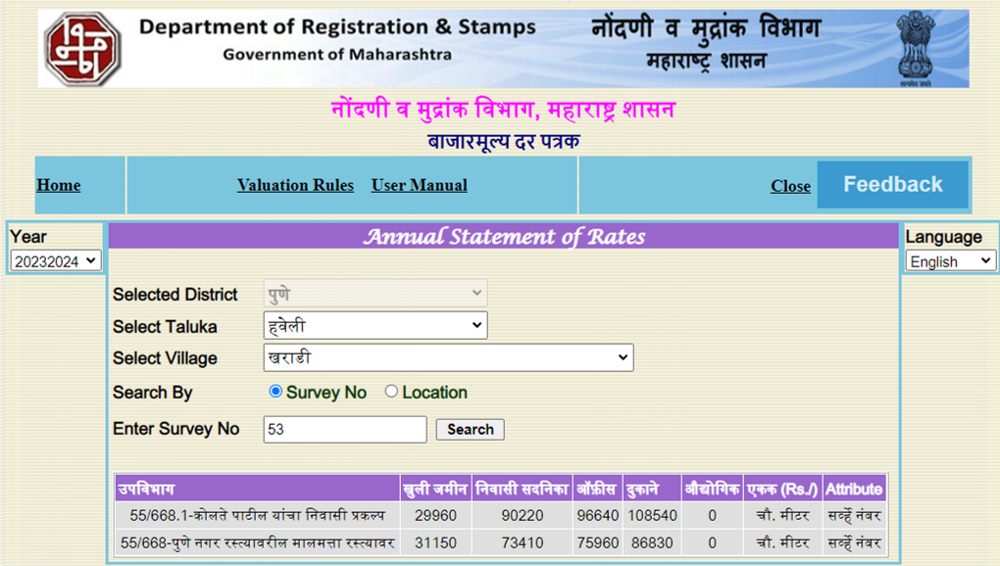 Department of Registration & Stamps
Government of Maharashtra
नोंदणी व मुद्रांक विभाग
महाराष्ट्र शासन
सत्यमेव जयते
नोंदणी व मुद्रांक विभाग, महाराष्ट्र शासन
बाजारमूल्य दर पत्रक
Home Valuation Rules User Manual Close Feedback
Year Annual Statement of Rates Language
20232024 English
Selected District पुणे
Select Taluka हवेली
Select Village खराडी
Search By Survey No Location
Enter Survey No 53 Search
उपविभाग खुली जमीन निवासी सदनिका ऑफ़ीस दुकाने औद्योगिक एकक (Rs./) Attribute
55/668.1-कोलते पाटील यांचा निवासी प्रकल्प 29960 90220 96640 108540 0 चौ. मीटर सर्व्हे नंबर
55/668-पुणे नगर रस्त्यावरील मालमत्ता रस्त्यावर 31150 73410 75960 86830 0 चौ. मीटर सर्व्हे नंबर